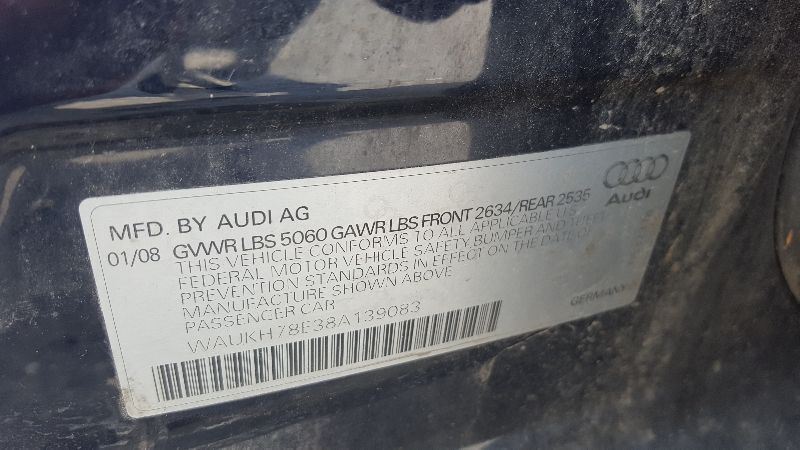 MFD. BY AUDI AG
01/08 GVWR LBS 5060 GAWR LBS FRONT 2634/REAR 2535
THIS VEHICLE CONFORMS TO ALL APPLICABLE U.S.
FEDERAL MOTOR VEHICLE SAFETY BUMPER AND THEFT
PREVENTION STANDARDS IN EFFECT ON THE DATE OF
MANUFACTURE SHOWN ABOVE
PASSENGER CAR
WAUKH78E38A139083
Audi
GERMANY